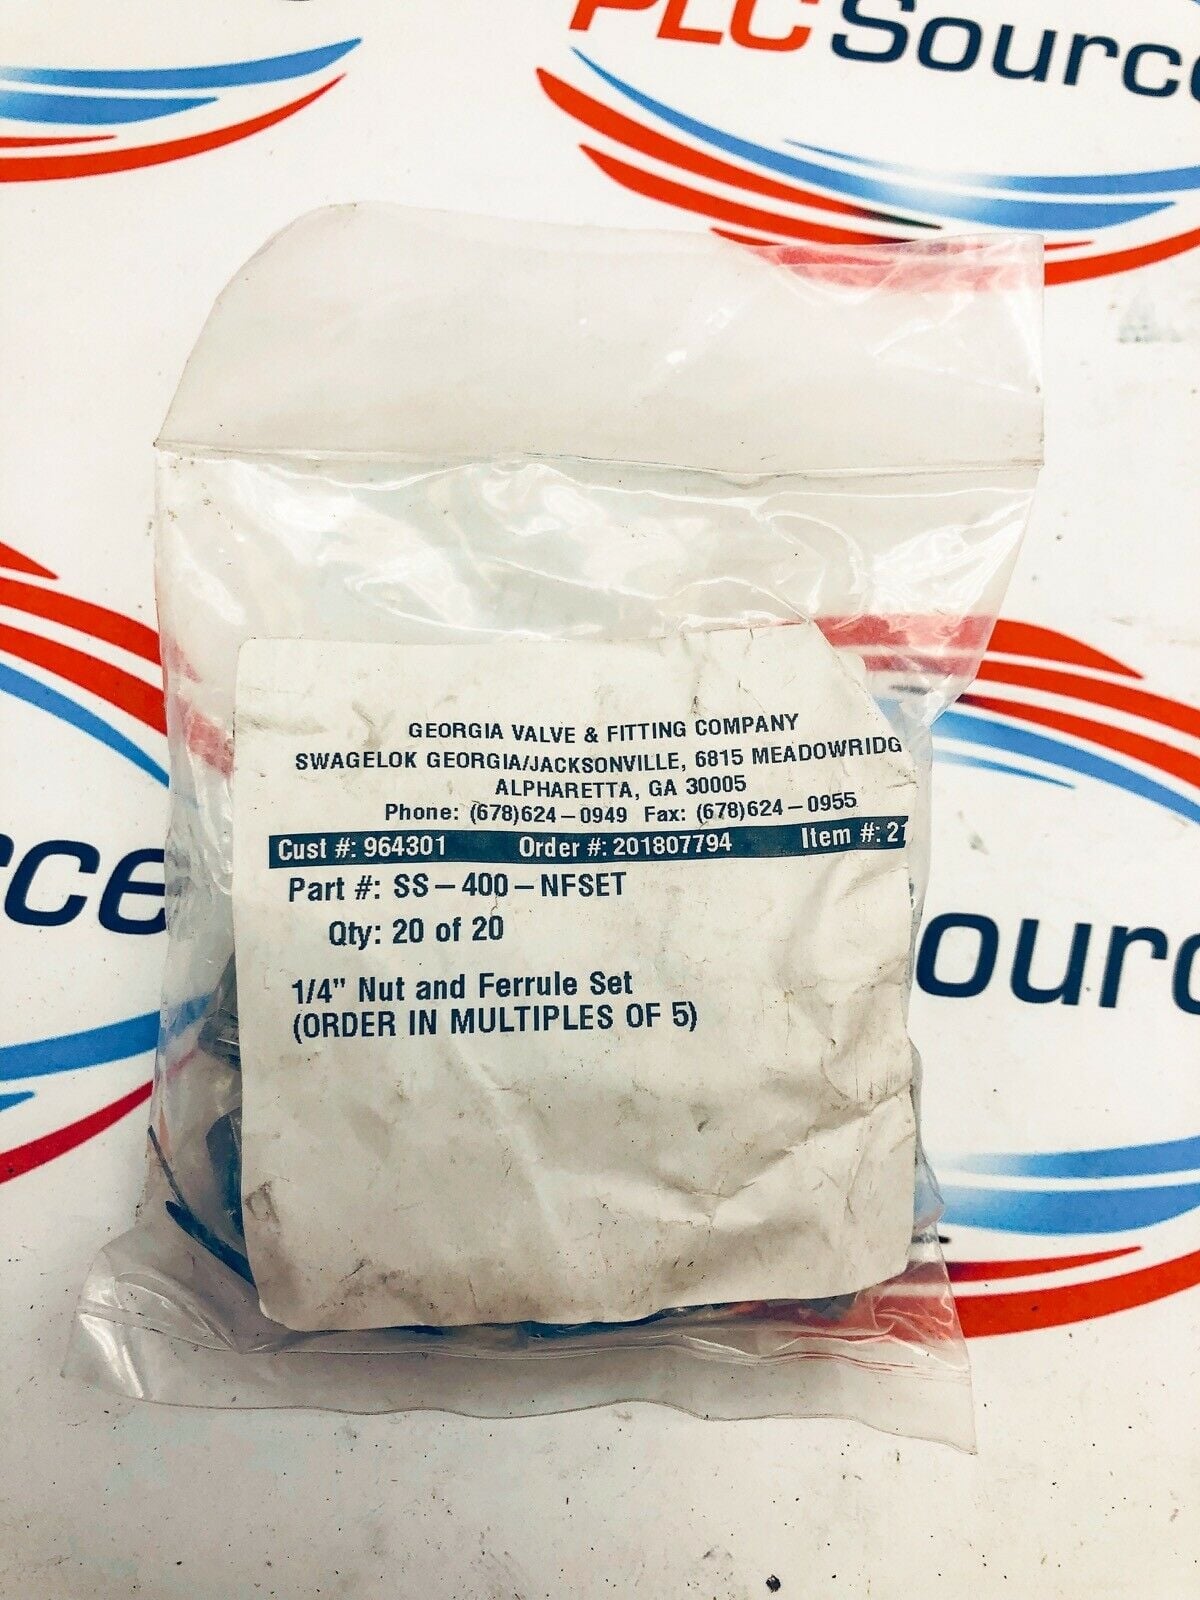 PLC Source
GEORGIA VALVE & FITTING COMPANY
SWAGELOK GEORGIA/JACKSONVILLE, 6815 MEADOWRIDG
ALPHARETTA, GA 30005
Phone: (678)624-0949 Fax: (678)624-0955
Cust #: 964301 Order #: 201807794 Item #: 21
Part #: SS-400-NFSET
Qty: 20 of 20
1/4" Nut and Ferrule Set
(ORDER IN MULTIPLES OF 5)
rce
ourc